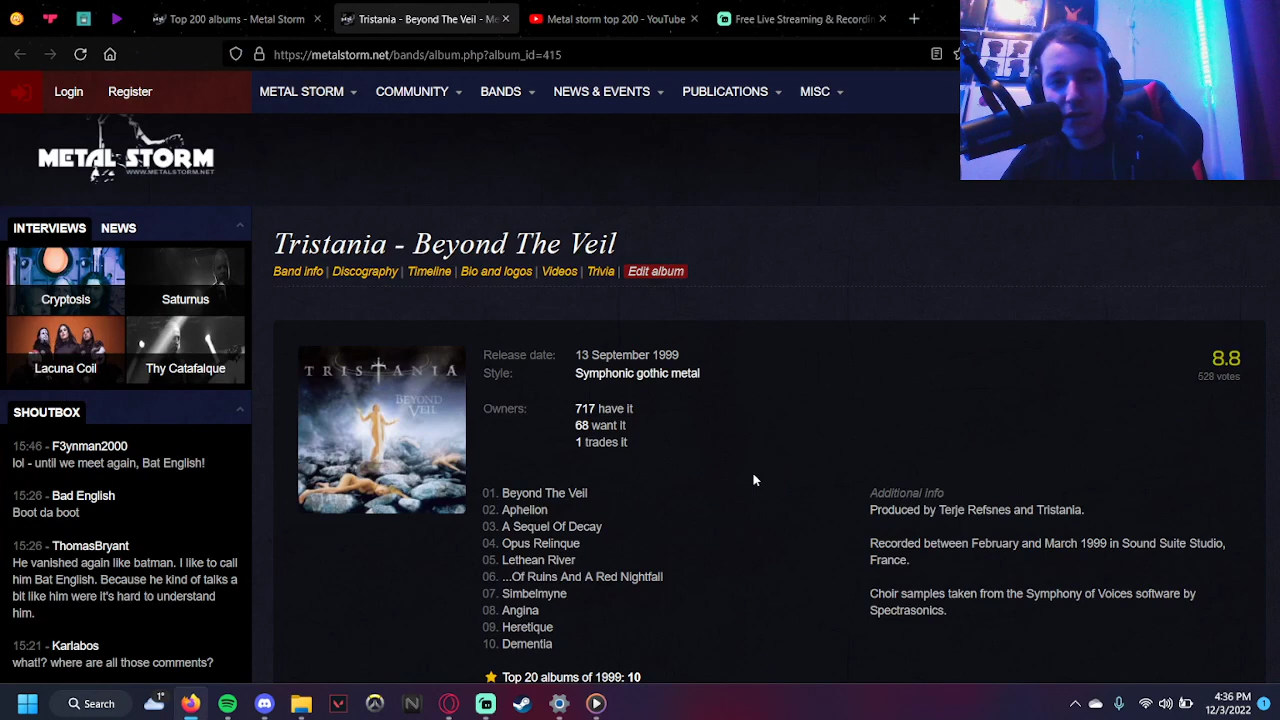 Top 200 albums - Metal Storm
Tristania - Beyond The Veil - Me
Metal storm top 200 - YouTube
Free Live Streaming & Recordin
https://metalstorm.net/bands/album.php?album_id=415
Login
Register
METAL STORM
COMMUNITY
BANDS
NEWS & EVENTS
PUBLICATIONS
MISC
METAL STORM
WWW.METALSTORM.NET
INTERVIEWS
NEWS
Cryptosis
Saturnus
Lacuna Coil
Thy Catafalque
SHOUTBOX
15:46 - F3ynman2000
lol - until we meet again, Bat English!
15:26 - Bad English
Boot da boot
15:26 - ThomasBryant
He vanished again like batman. I like to call
him Bat English. Because he kind of talks a
bit like him were it's hard to understand
him.
15:21 - Karlabos
what!? where are all those comments?
Tristania - Beyond The Veil
Band info | Discography | Timeline | Bio and logos | Videos | Trivia | Edit album
TRISTANIA
BEYOND
VEIL
Release date: 13 September 1999
Style: Symphonic gothic metal
Owners: 717 have it
68 want it
1 trades it
8.8
528 votes
01. Beyond The Veil
02. Aphelion
03. A Sequel Of Decay
04. Opus Relinque
05. Lethean River
06. ...Of Ruins And A Red Nightfall
07. Simbelmyne
08. Angina
09. Heretique
10. Dementia
Top 20 albums of 1999: 10
Additional info
Produced by Terje Refsnes and Tristania.
Recorded between February and March 1999 in Sound Suite Studio,
France.
Choir samples taken from the Symphony of Voices software by
Spectrasonics.
Search
4:36 PM
12/3/2022